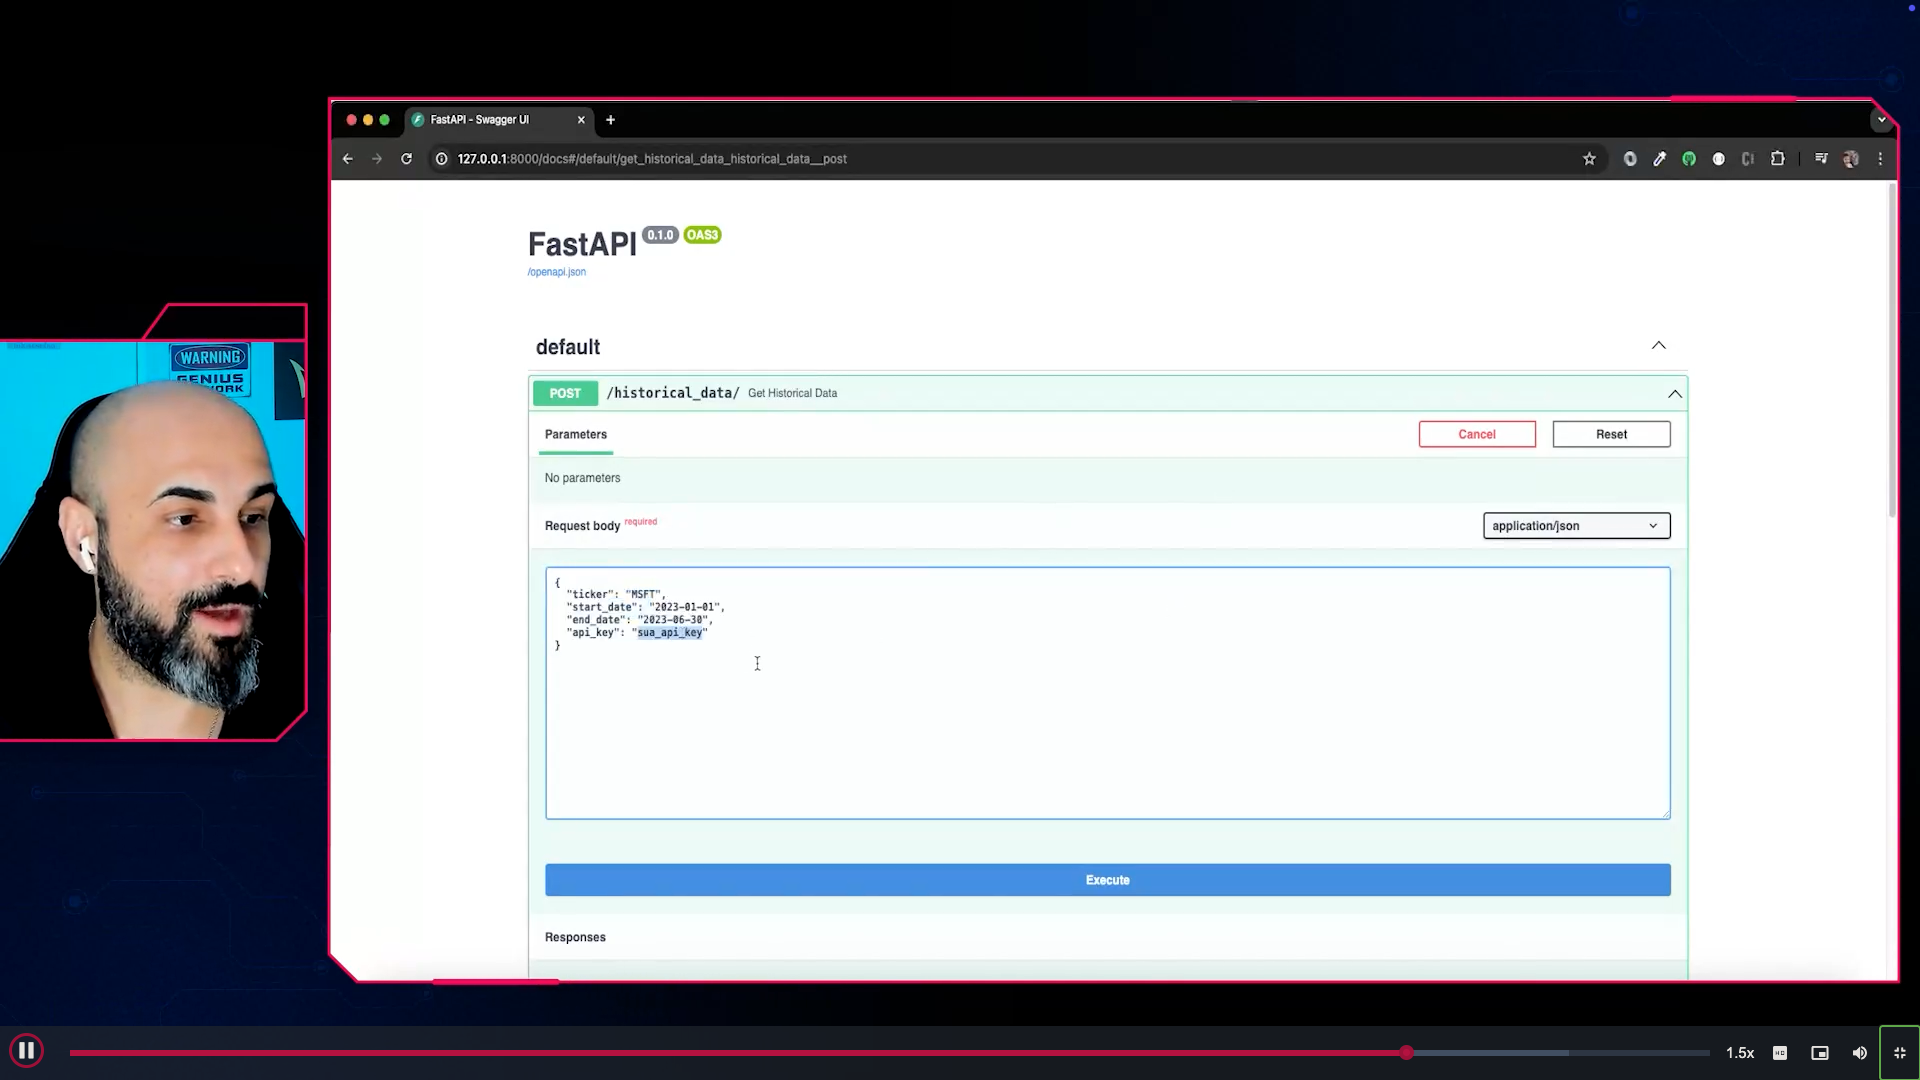 FastAPI - Swagger UI
127.0.0.1:8000/docs#/default/get_historical_data_historical_data__post
FastAPI 0.1.0 OAS3
/openapi.json
default
POST /historical_data/ Get Historical Data
Parameters
Cancel
Reset
No parameters
Request body required
application/json
{
"ticker": "MSFT",
"start_date": "2023-01-01",
"end_date": "2023-06-30",
"api_key": "sua_api_key"
}
Execute
Responses
WARNING
GENIUS
1.5x